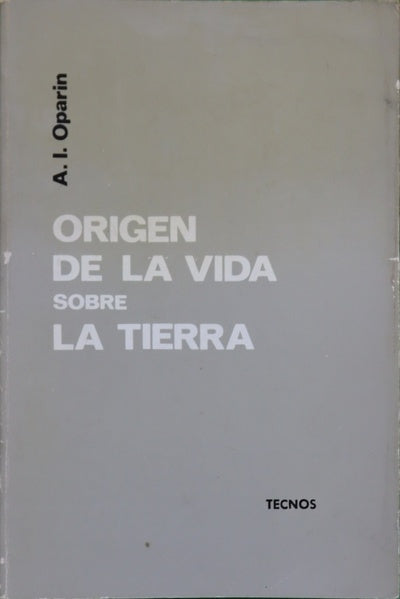 A. I. Oparin
ORIGEN
DE LA VIDA
SOBRE
LA TIERRA
TECNOS